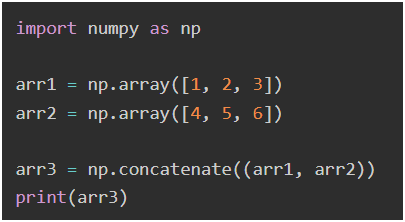 import numpy as np
arr1 = np.array([1, 2, 3])
arr2 = np.array([4, 5, 6])
arr3 = np.concatenate((arr1, arr2))
print(arr3)